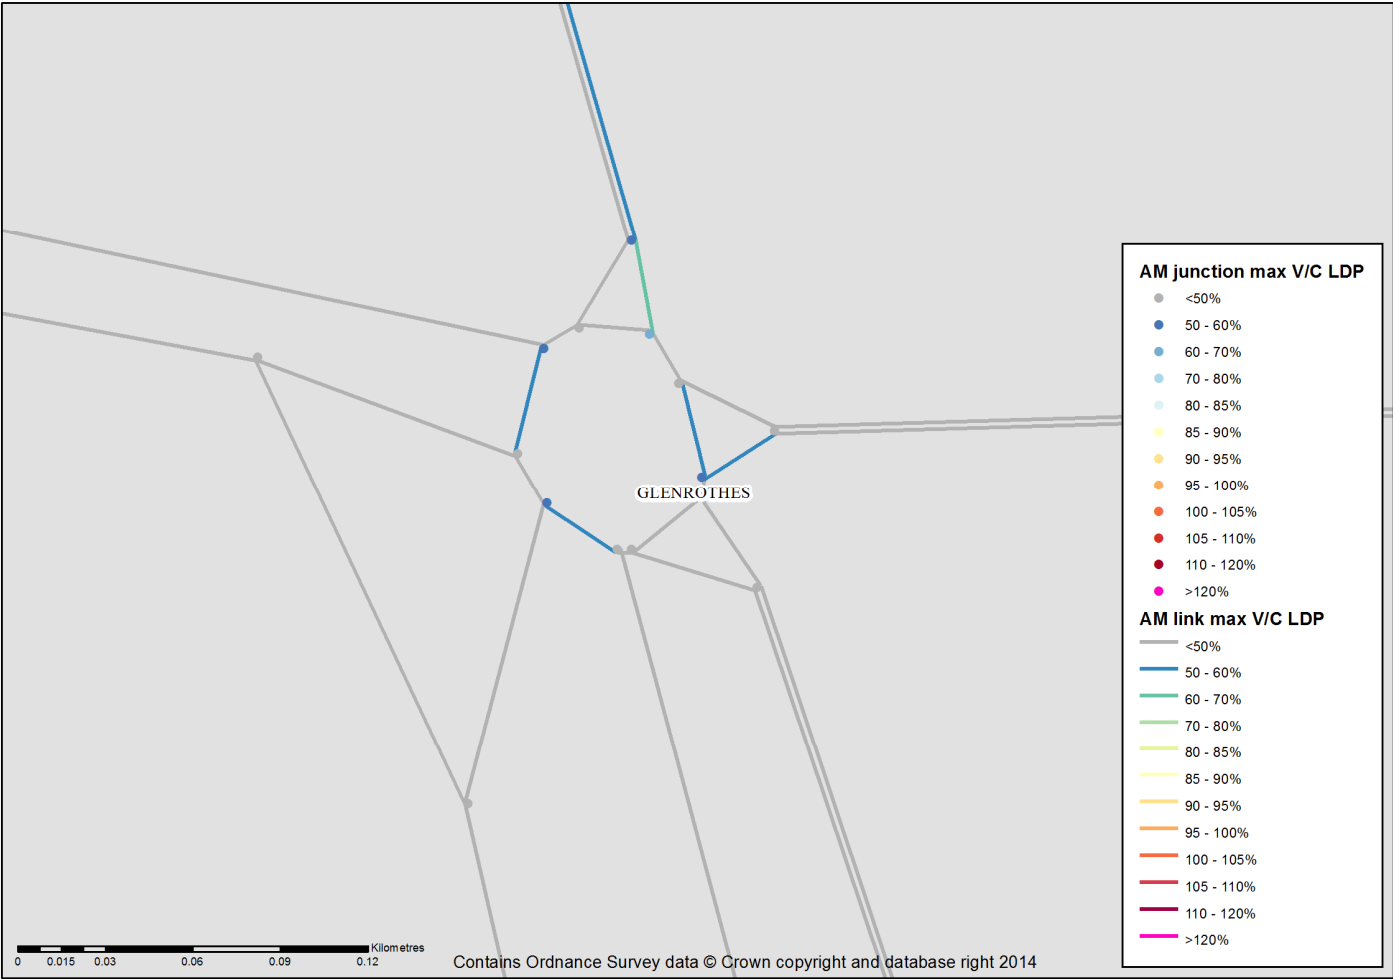 GLENROTHES
AM junction max V/C LDP
<50%
50 - 60%
60 - 70%
70 - 80%
80 - 85%
85 - 90%
90 - 95%
95 - 100%
100 - 105%
105 - 110%
110 - 120%
>120%
AM link max V/C LDP
<50%
50 - 60%
60 - 70%
70 - 80%
80 - 85%
85 - 90%
90 - 95%
95 - 100%
100 - 105%
105 - 110%
110 - 120%
>120%
Kilometres
0 0.015 0.03 0.06 0.09 0.12
Contains Ordnance Survey data © Crown copyright and database right 2014